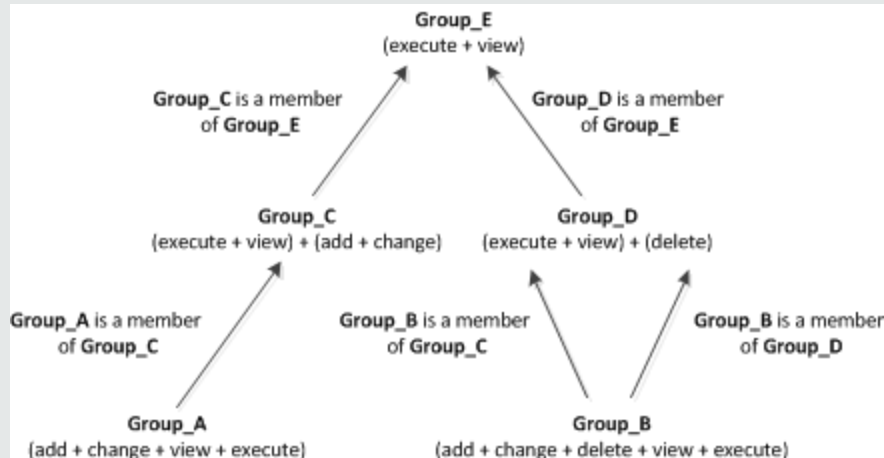 Group_E
(execute + view)
Group_C is a member
of Group_E
Group_D is a member
of Group_E
Group_C
(execute + view) + (add + change)
Group_D
(execute + view) + (delete)
Group_A is a member
of Group_C
Group_B is a member
of Group_C
Group_B is a member
of Group_D
Group_A
(add + change + view + execute)
Group_B
(add + change + delete + view + execute)